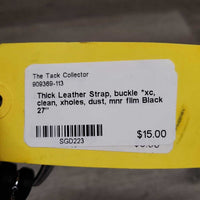 The Tack Collector
909369-113
Thick Leather Strap, buckle "xc,
clean, xholes, dust, mnr film Black
27"
$15.00
SGD223